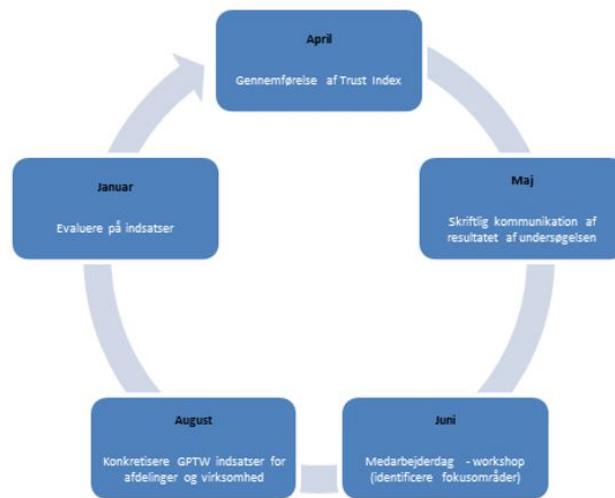 April
Gennemførelse af Trust Index
Maj
Skriftlig kommunikation af
resultatet af undersøgelsen
Juni
Medarbejderdag - workshop
(identificere fokusområder)
August
Konkretisere GPTW indsatser for
afdelinger og virksomhed
Januar
Evaluere på indsatser